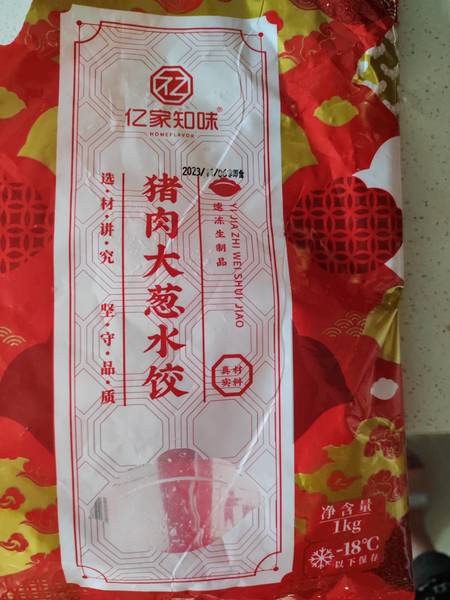 亿家知味®
HOMEFLAVOR
选·材·讲·究
坚·守·品·质
猪肉大葱水饺
速冻生制品
YI JIA ZHI WEI SHUI JIAO
真材
实料
净含量
1kg
-18℃
以下保存